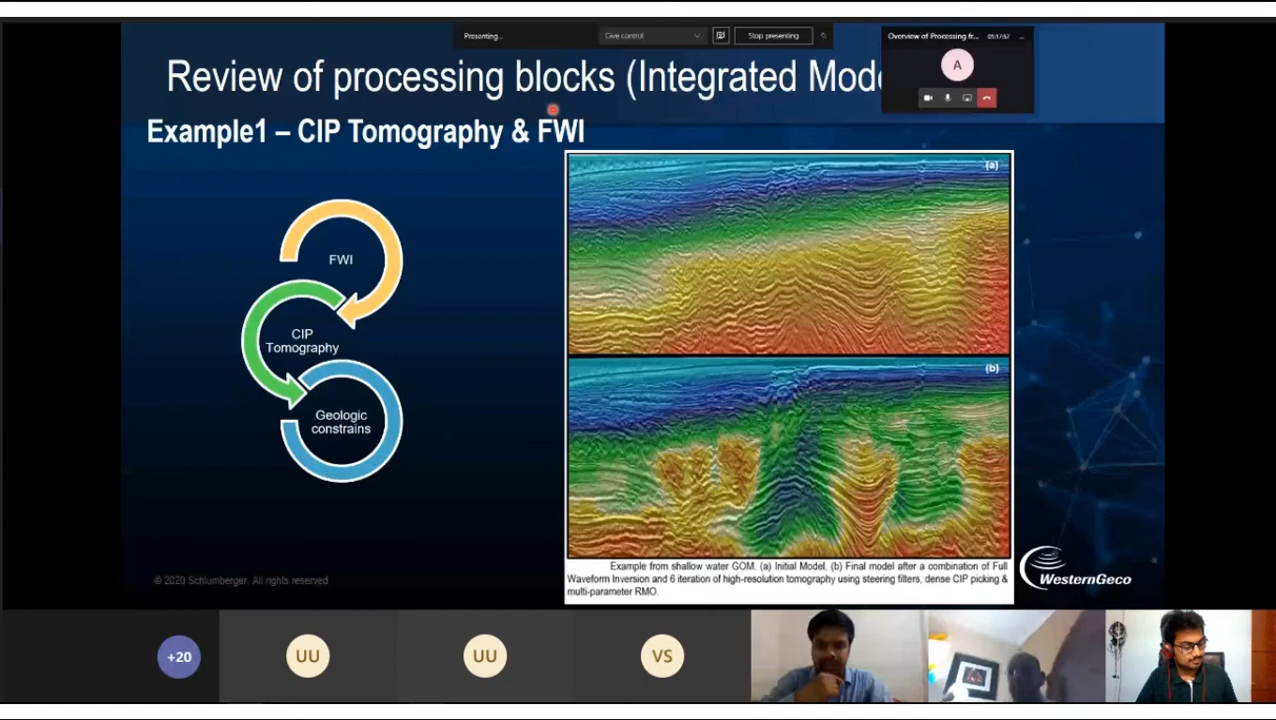 Presenting...
Give control
Stop presenting
Overview of Processing fr...
01:17:57
A
Review of processing blocks (Integrated Mode
Example1 – CIP Tomography & FWI
FWI
CIP
Tomography
Geologic
constrains
(a)
(b)
Example from shallow water GOM. (a) Initial Model, (b) Final model after a combination of Full
Waveform Inversion and 6 iteration of high-resolution tomography using steering filters, dense CIP picking &
multi-parameter RMO.
© 2020 Schlumberger. All rights reserved
WesternGeco
+20
UU
UU
VS